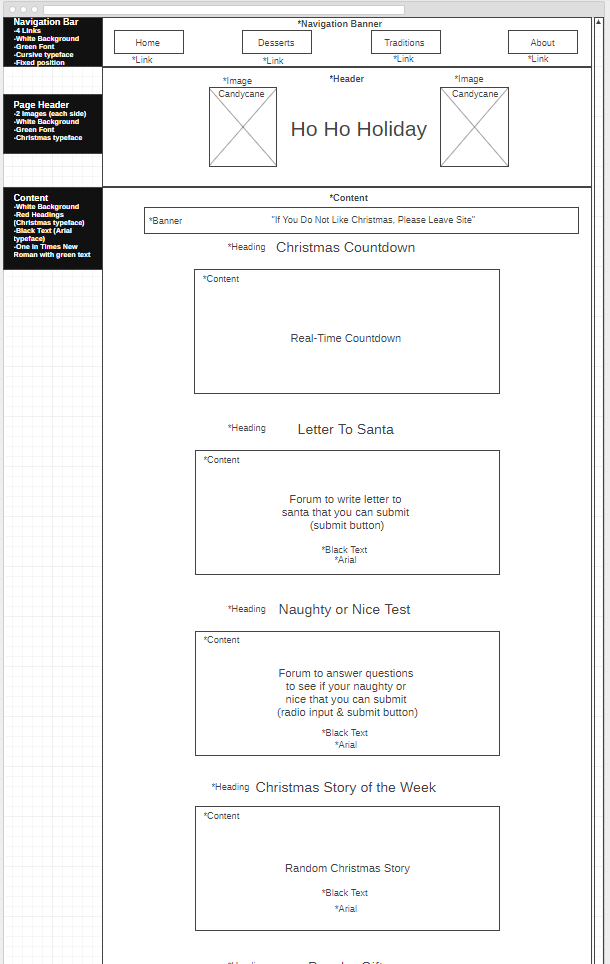 Navigation Bar
-4 Links
-White Background
-Green Font
-Cursive typeface
-Fixed position
*Navigation Banner
Home
Desserts
Traditions
About
*Link
*Link
*Link
*Link
Page Header
-2 Images (each side)
-White Background
-Green Font
-Christmas typeface
*Image
*Header
*Image
Candycane
Candycane
Ho Ho Holiday
Content
-White Background
-Red Headings
(Christmas typeface)
-Black Text (Arial
typeface)
-One in Times New
Roman with green text
*Content
*Banner
"If You Do Not Like Christmas, Please Leave Site"
*Heading
Christmas Countdown
*Content
Real-Time Countdown
*Heading
Letter To Santa
*Content
Forum to write letter to
santa that you can submit
(submit button)
*Black Text
*Arial
*Heading
Naughty or Nice Test
*Content
Forum to answer questions
to see if your naughty or
nice that you can submit
(radio input & submit button)
*Black Text
*Arial
*Heading
Christmas Story of the Week
*Content
Random Christmas Story
*Black Text
*Arial